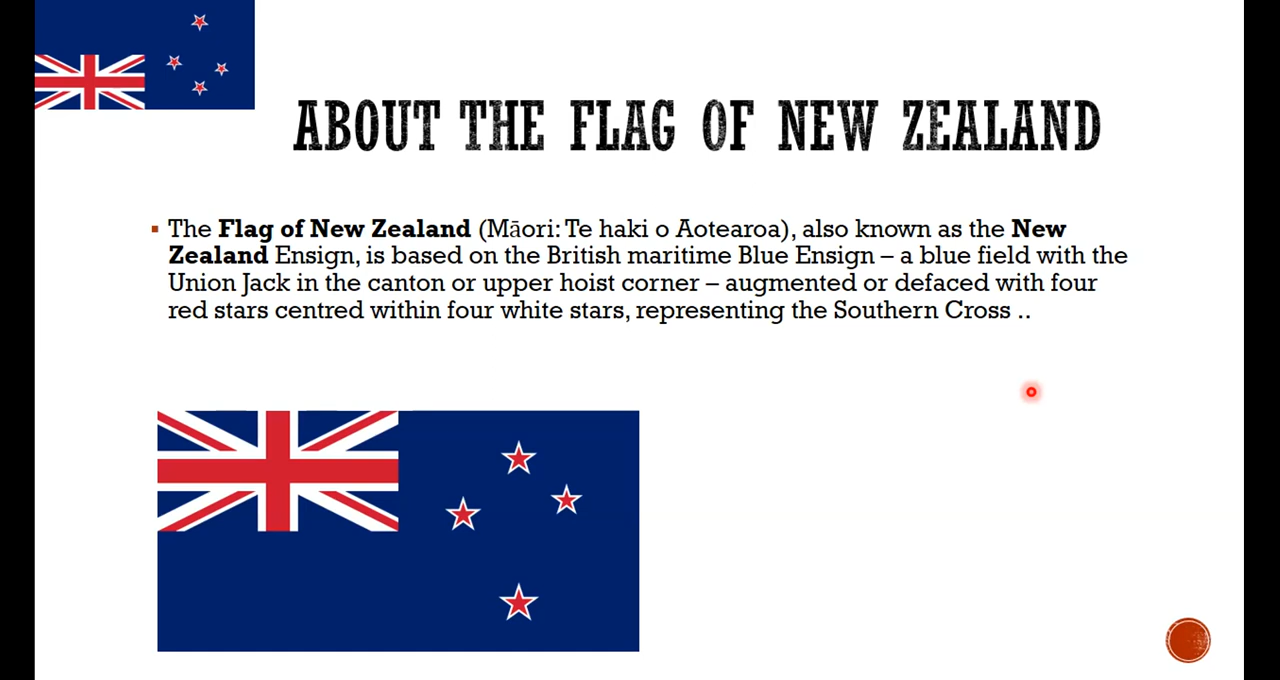 ABOUT THE FLAG OF NEW ZEALAND
The Flag of New Zealand (Māori: Te haki o Aotearoa), also known as the New
Zealand Ensign, is based on the British maritime Blue Ensign – a blue field with the
Union Jack in the canton or upper hoist corner – augmented or defaced with four
red stars centred within four white stars, representing the Southern Cross ..